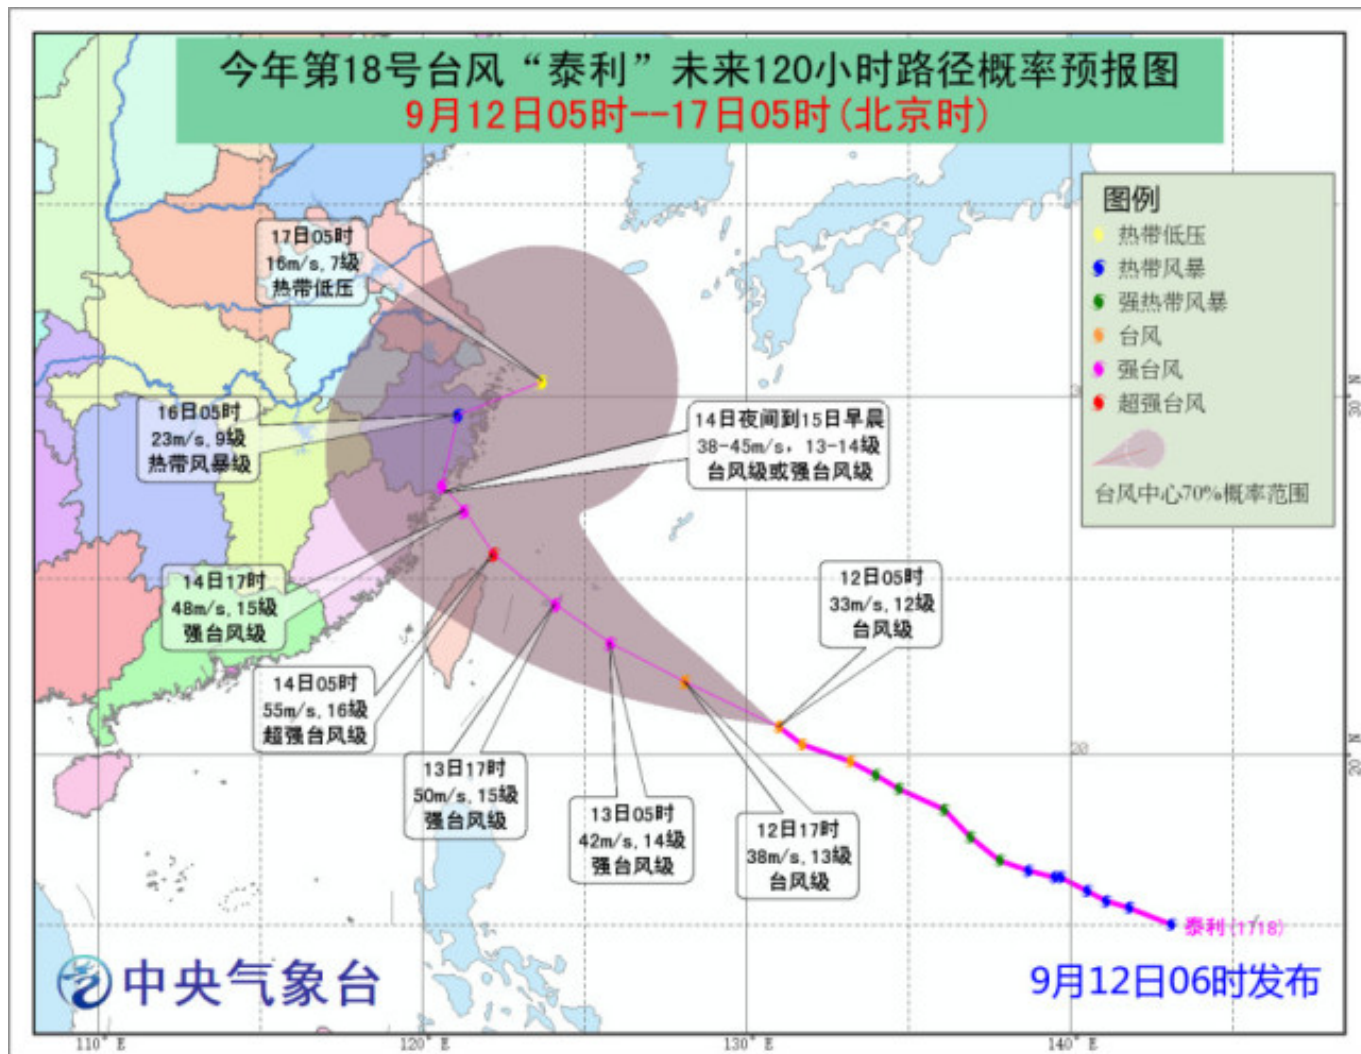 今年第18号台风“泰利”未来120小时路径概率预报图
9月12日05时--17日05时(北京时)
图例
热带低压
热带风暴
强热带风暴
台风
强台风
超强台风
台风中心70%概率范围
17日05时
16m/s,7级
热带低压
16日05时
23m/s,9级
热带风暴级
14日夜间到15日早晨
38-45m/s，13-14级
台风级或强台风级
14日17时
48m/s,15级
强台风级
12日05时
33m/s,12级
台风级
14日05时
55m/s,16级
超强台风级
13日17时
50m/s,15级
强台风级
13日05时
42m/s,14级
强台风级
12日17时
38m/s,13级
台风级
泰利(1718)
20
30° N
20° N
中央气象台
9月12日06时发布
110° E
120° E
130° E
140° E